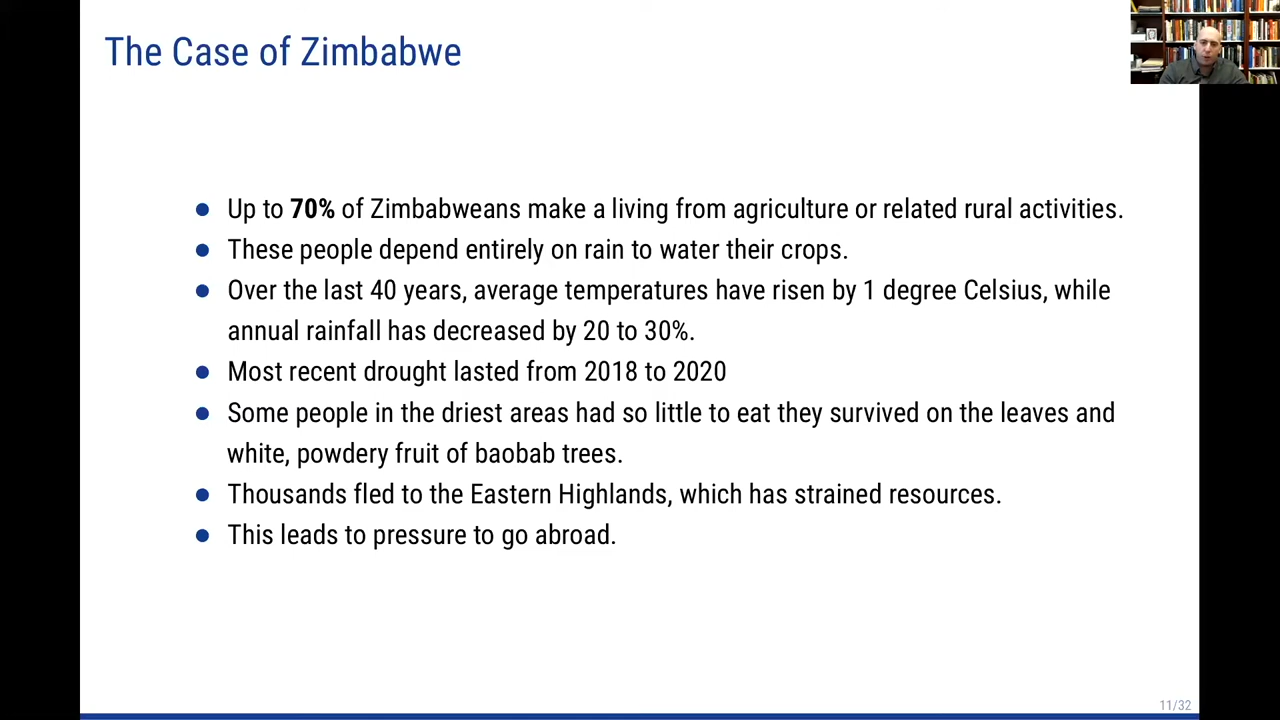 The Case of Zimbabwe
Up to 70% of Zimbabweans make a living from agriculture or related rural activities.
These people depend entirely on rain to water their crops.
Over the last 40 years, average temperatures have risen by 1 degree Celsius, while
annual rainfall has decreased by 20 to 30%.
Most recent drought lasted from 2018 to 2020
Some people in the driest areas had so little to eat they survived on the leaves and
white, powdery fruit of baobab trees.
Thousands fled to the Eastern Highlands, which has strained resources.
This leads to pressure to go abroad.
11/32